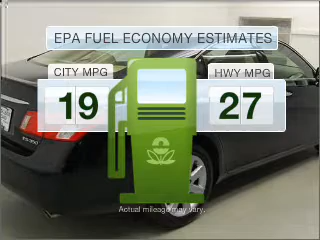 EPA FUEL ECONOMY ESTIMATES
CITY MPG
HWY MPG
19
27
Actual mileage may vary.